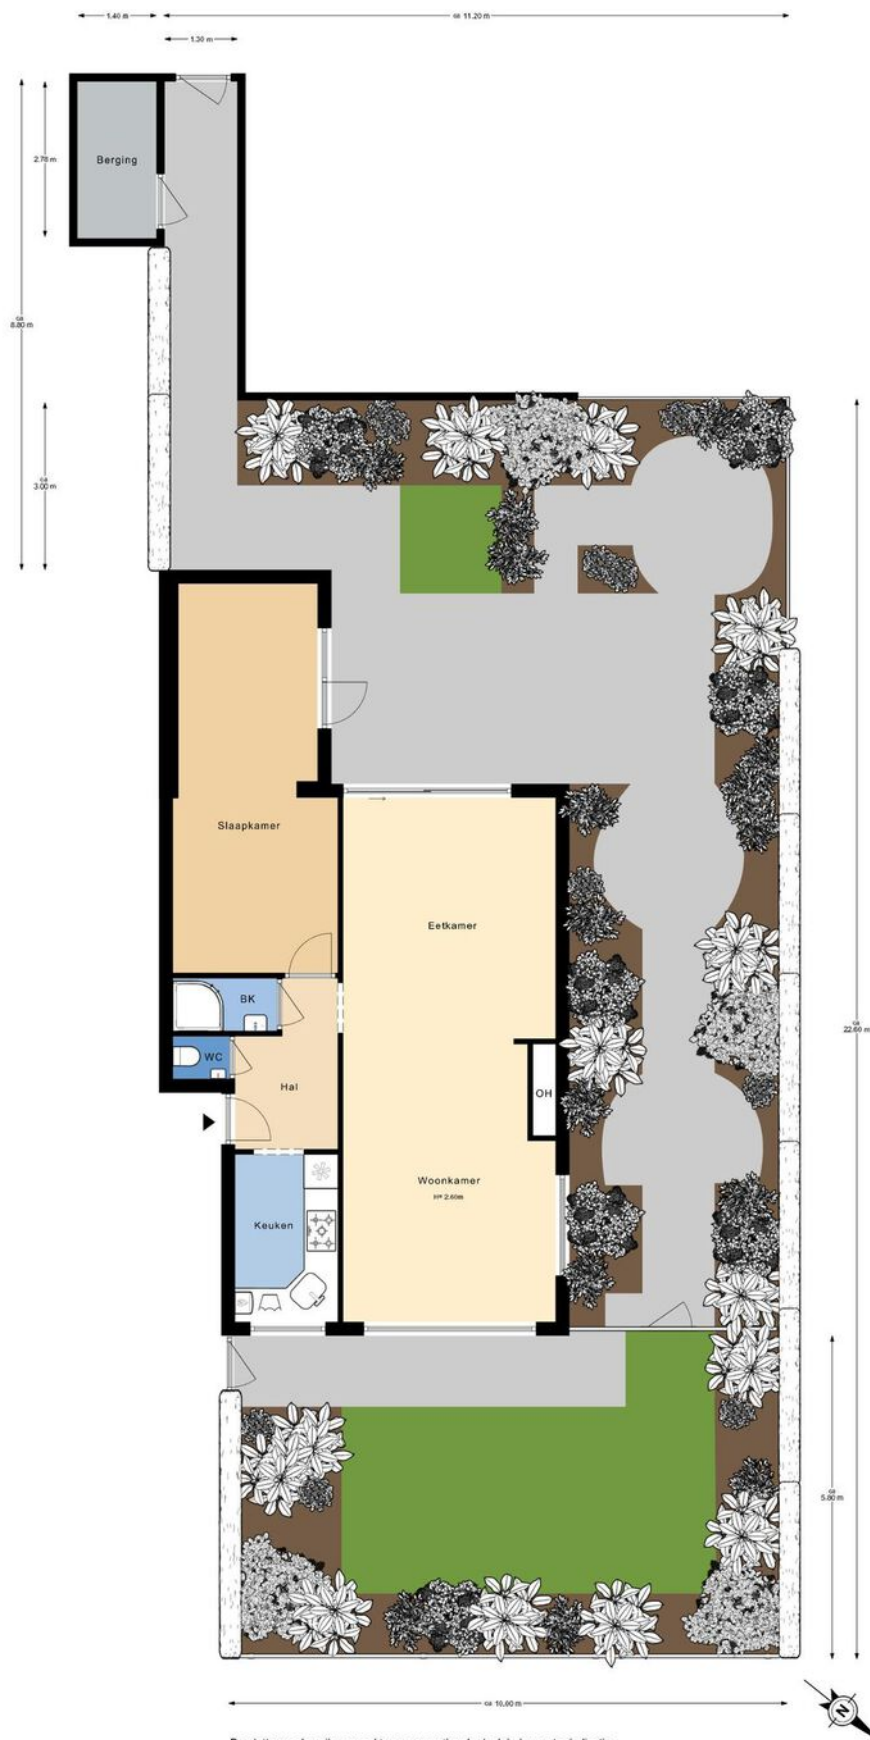 1.40 m
ca 11.20 m
1.30 m
Berging
2.78 m
ca 8.80 m
ca 3.00 m
Slaapkamer
Eetkamer
BK
WC
Hal
OH
Woonkamer
H= 2.60m
Keuken
ca 22.60 m
ca 5.80 m
ca 10.00 m
N